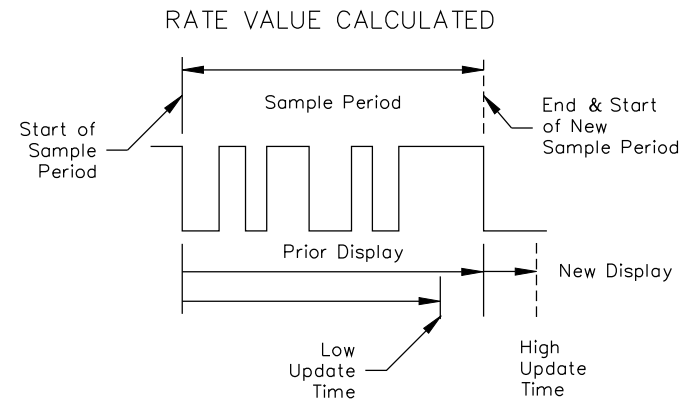 RATE VALUE CALCULATED
Sample Period
Start of
Sample
Period
End & Start
of New
Sample Period
Prior Display
New Display
Low
Update
Time
High
Update
Time